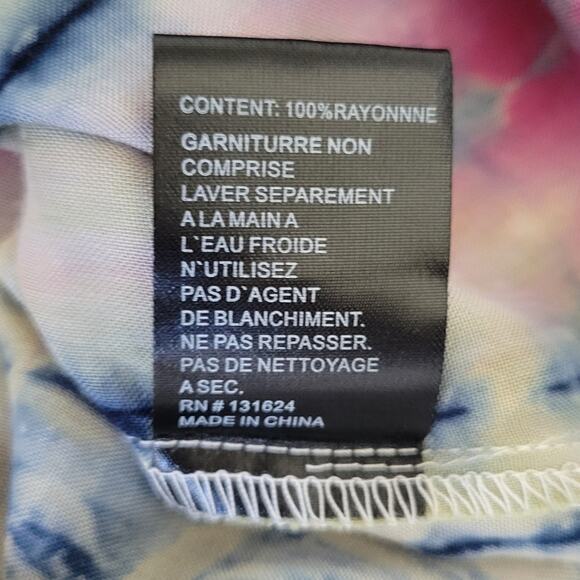 CONTENT: 100%RAYONNNE
GARNITURRE NON
COMPRISE
LAVER SEPAREMENT
A LA MAIN A
L`EAU FROIDE
N`UTILISEZ
PAS D`AGENT
DE BLANCHIMENT.
NE PAS REPASSER.
PAS DE NETTOYAGE
A SEC.
RN # 131624
MADE IN CHINA